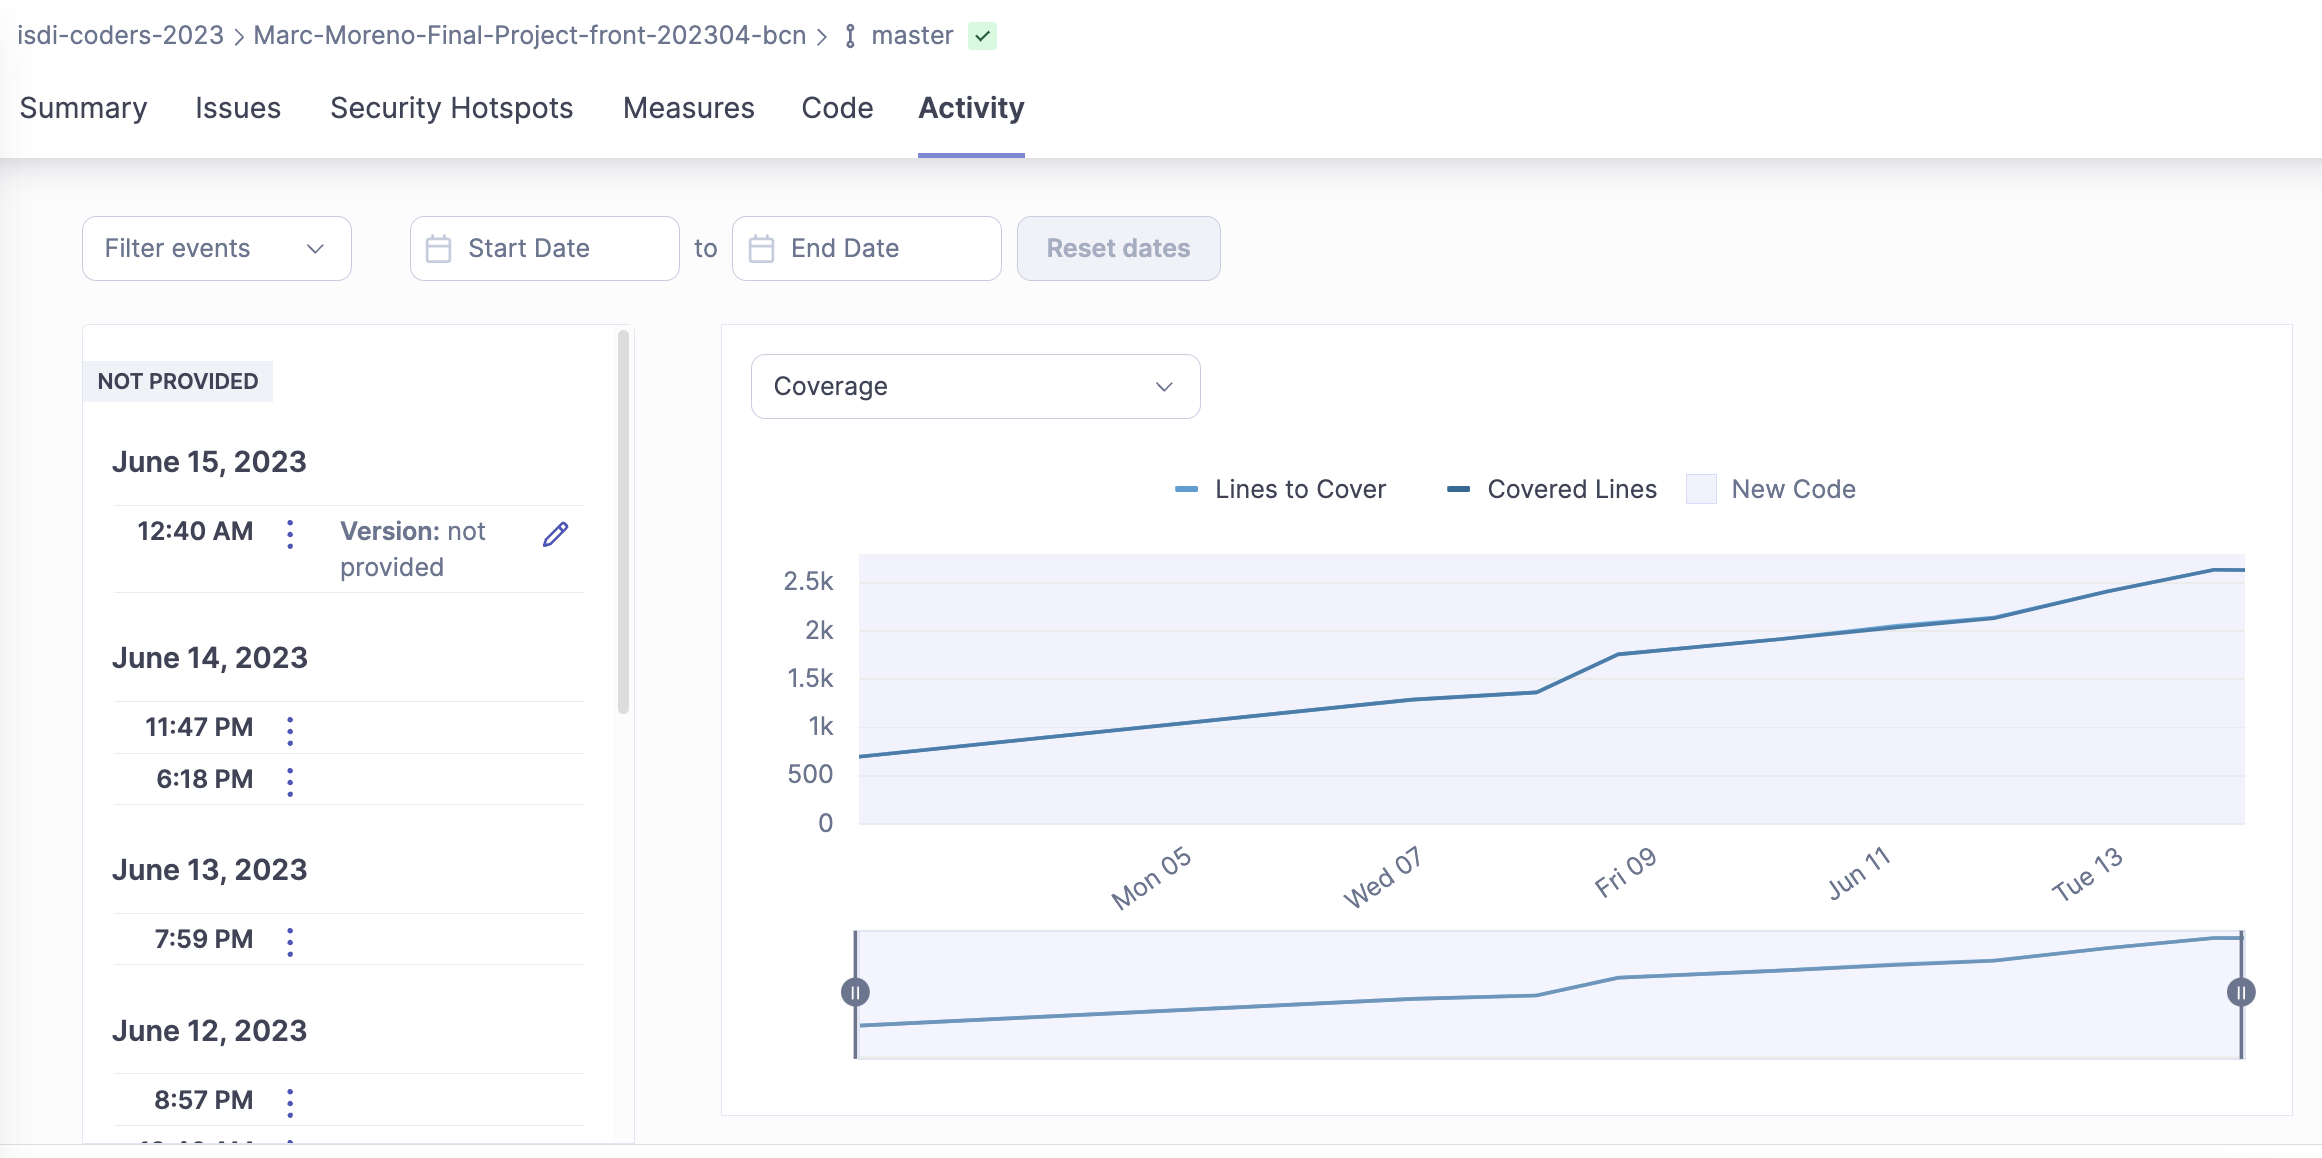 isdi-coders-2023 > Marc-Moreno-Final-Project-front-202304-bcn > master
Summary Issues Security Hotspots Measures Code Activity
Filter events Start Date to End Date Reset dates
NOT PROVIDED
June 15, 2023
12:40 AM Version: not
provided
June 14, 2023
11:47 PM
6:18 PM
June 13, 2023
7:59 PM
June 12, 2023
8:57 PM
Coverage
Lines to Cover Covered Lines New Code
2.5k
2k
1.5k
1k
500
0
Mon 05 Wed 07 Fri 09 Jun 11 Tue 13